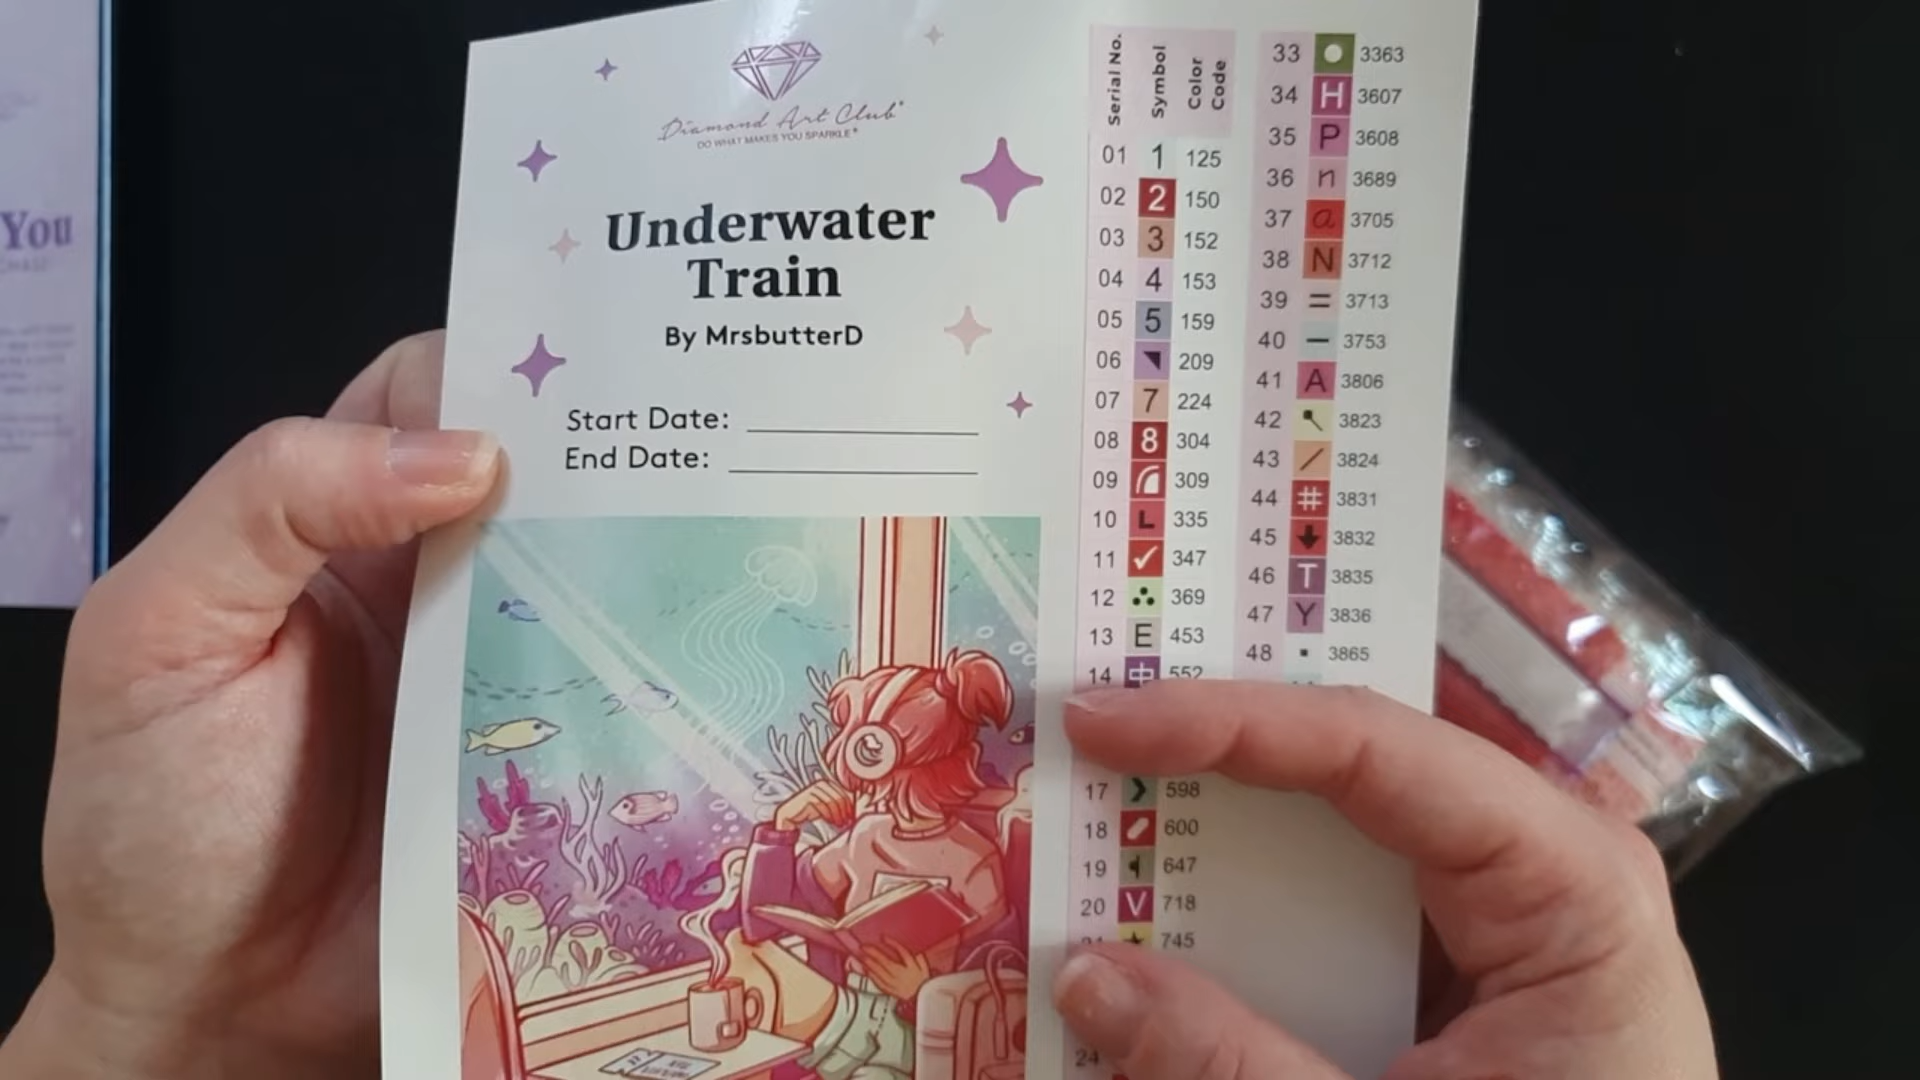 You
Diamond Art Club®
DO WHAT MAKES YOU SPARKLE®
Underwater
Train
By MrsbutterD
Start Date:
End Date:
Serial No. Symbol Color Code
01 1 125
02 2 150
03 3 152
04 4 153
05 5 159
06 209
07 7 224
08 8 304
09 309
10 L 335
11 ✓ 347
12 369
13 E 453
14 中 552
17 598
18 600
19 647
20 V 718
21 ★ 745
24
33 3363
34 H 3607
35 P 3608
36 n 3689
37 a 3705
38 N 3712
39 = 3713
40 – 3753
41 A 3806
42 3823
43 / 3824
44 # 3831
45 3832
46 T 3835
47 Y 3836
48 ▪ 3865